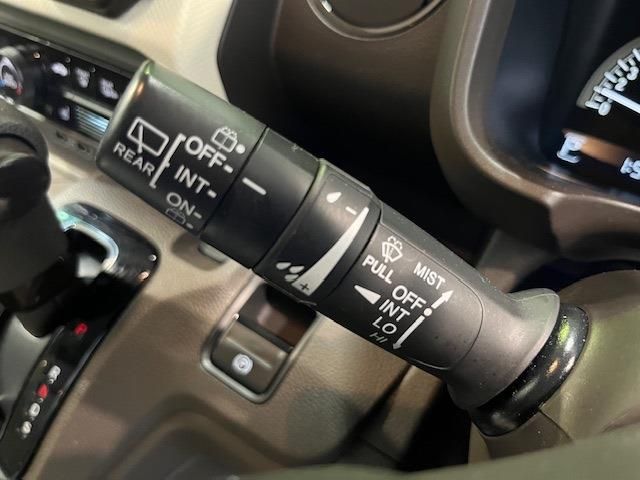 REAR
OFF-
INT-
ON-
- +
PULL
MIST
OFF
INT
LO
HI
P
R
N
D
S
E